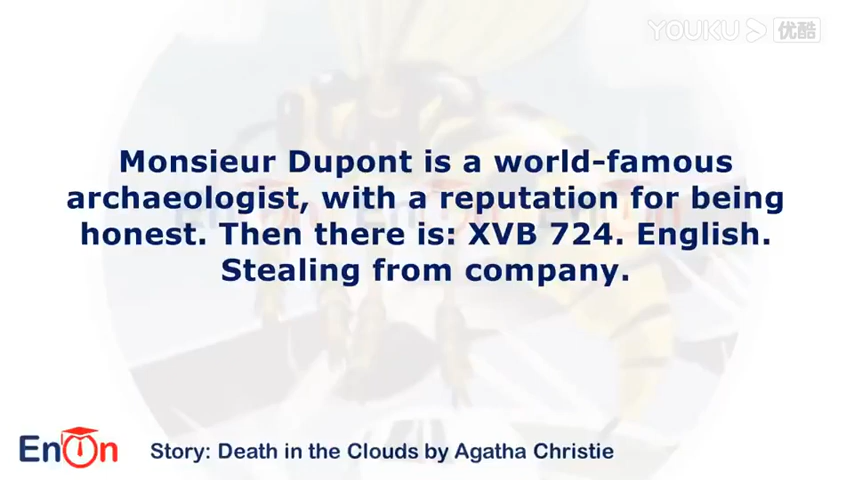 YOUKU 优酷
Monsieur Dupont is a world-famous
archaeologist, with a reputation for being
honest. Then there is: XVB 724. English.
Stealing from company.
EnOn
Story: Death in the Clouds by Agatha Christie